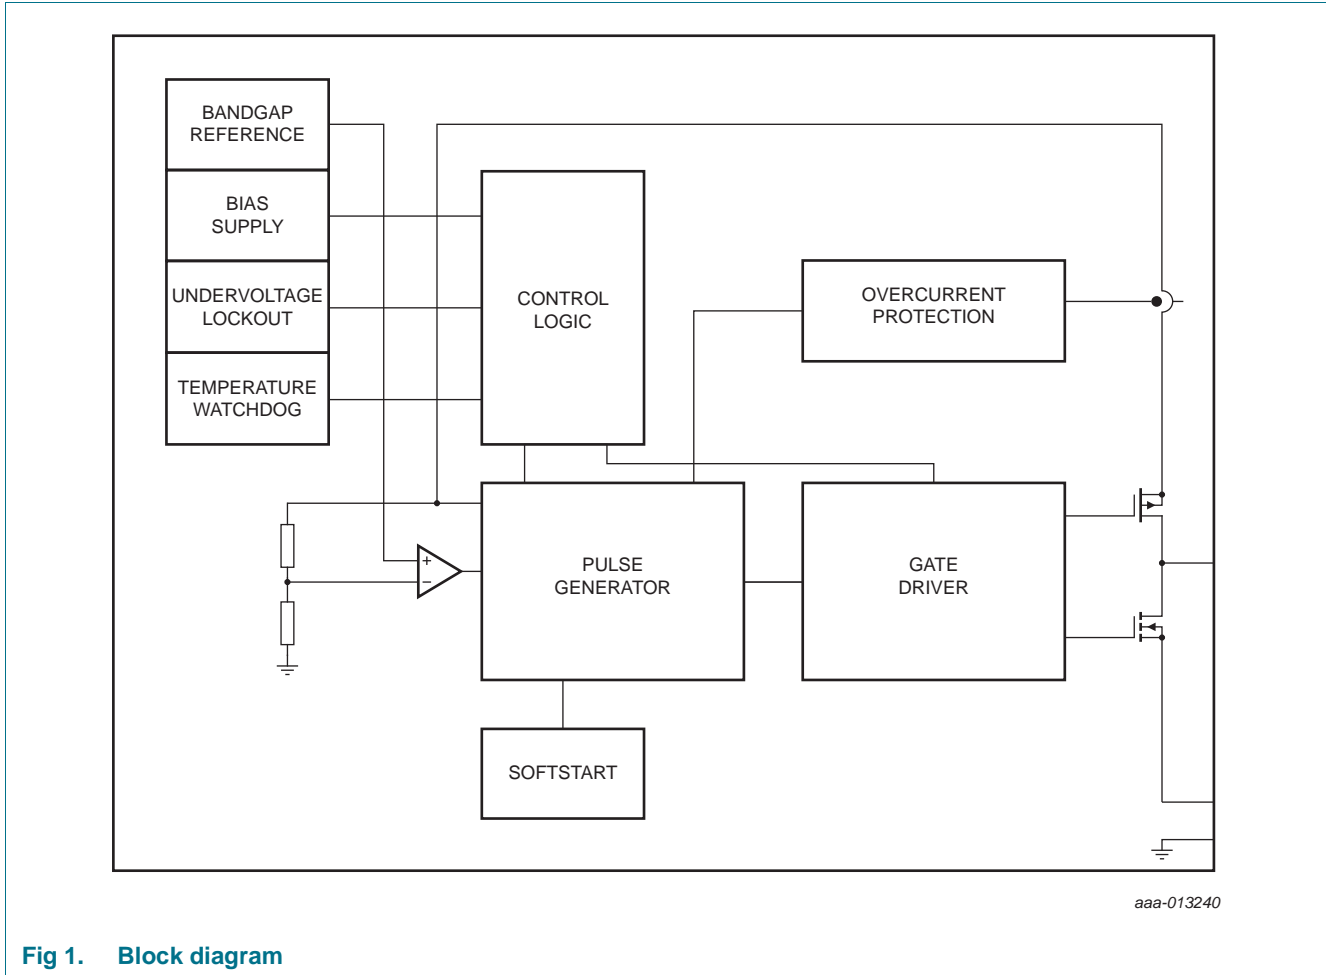 BANDGAP
REFERENCE
BIAS
SUPPLY
UNDERVOLTAGE
LOCKOUT
TEMPERATURE
WATCHDOG
CONTROL
LOGIC
OVERCURRENT
PROTECTION
+
−
PULSE
GENERATOR
GATE
DRIVER
SOFTSTART
aaa-013240
Fig 1. Block diagram